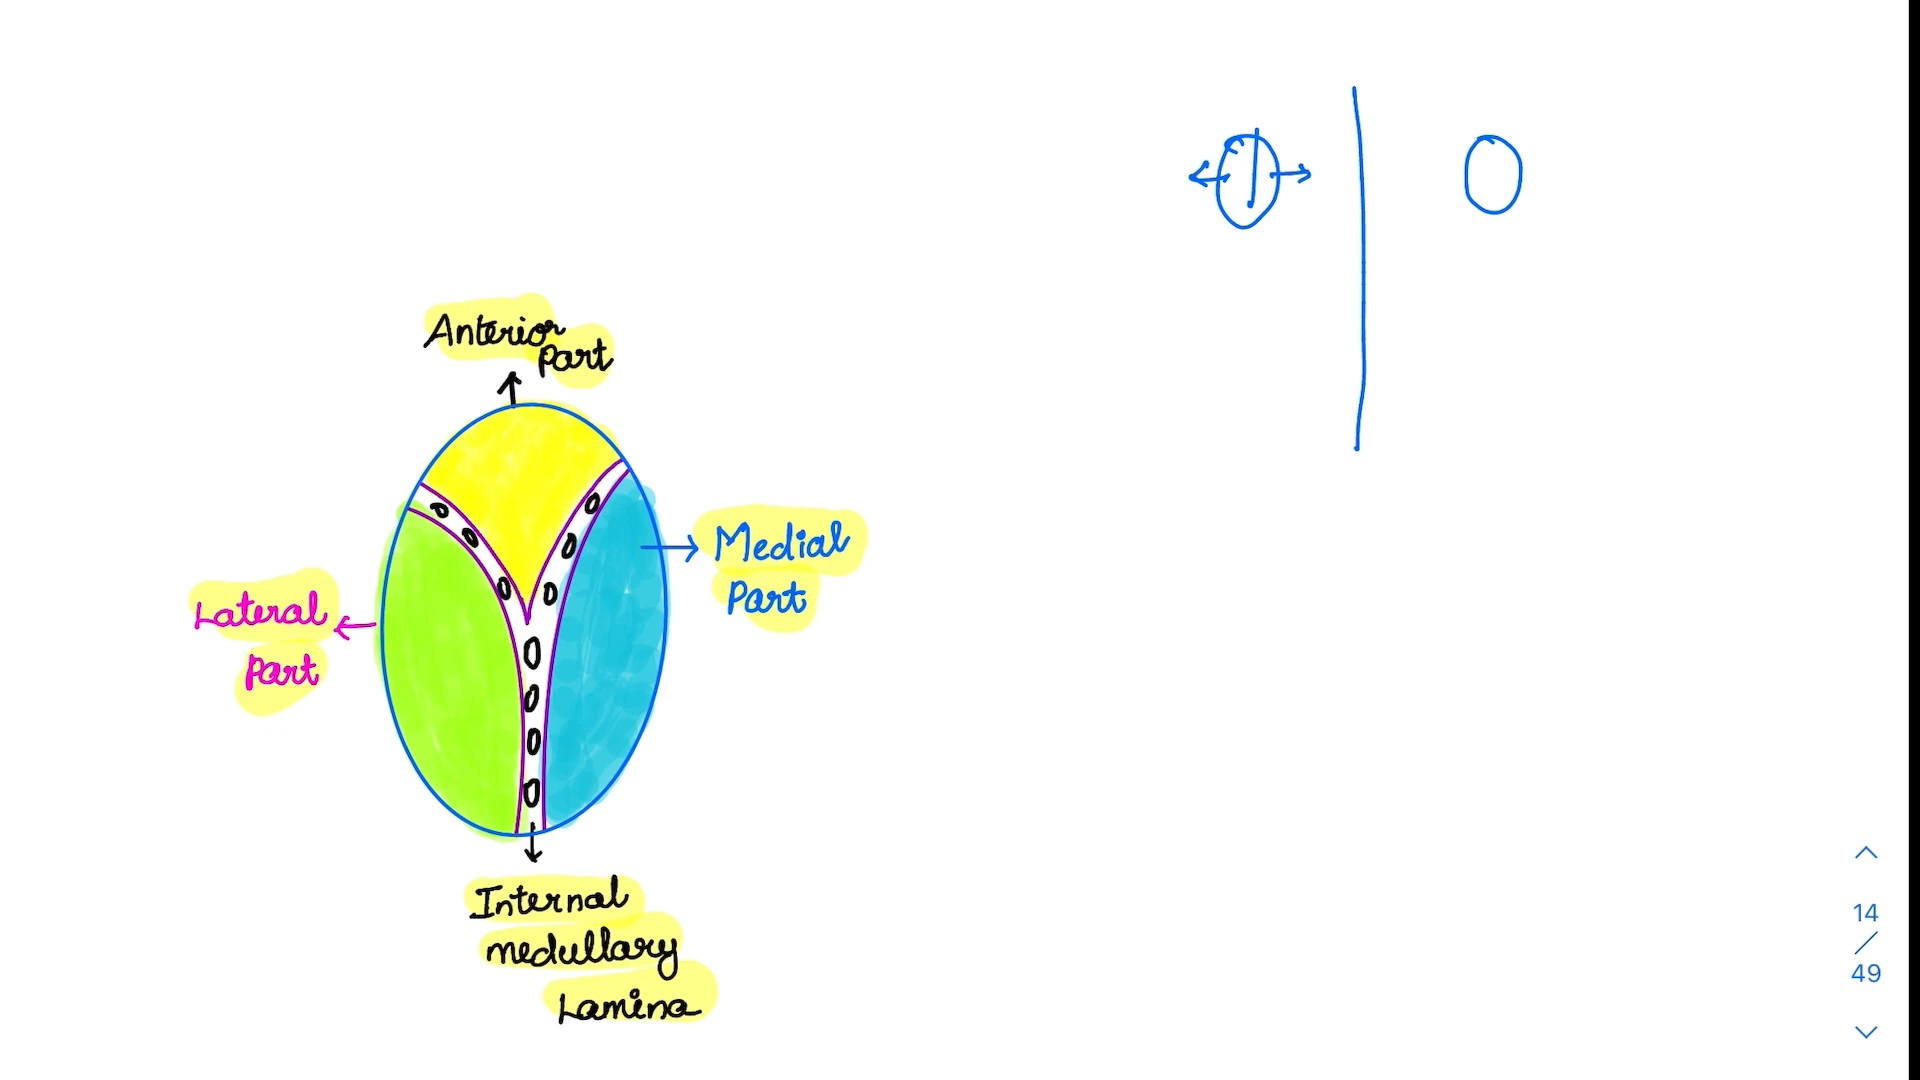 Anterior
Part
Medial
Part
Lateral
Part
Internal
medullary
Lamina
14
/
49